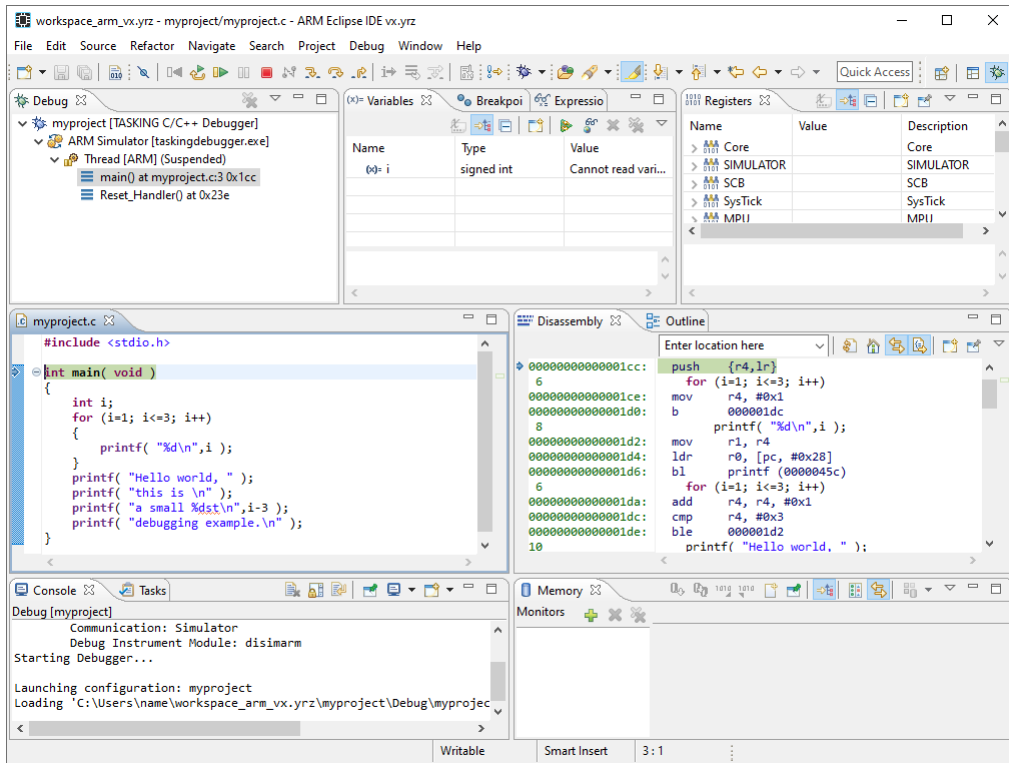 workspace_arm_vx.yrz - myproject/myproject.c - ARM Eclipse IDE vx.yrz
File Edit Source Refactor Navigate Search Project Debug Window Help
Quick Access
Debug
myproject [TASKING C/C++ Debugger]
ARM Simulator [taskingdebugger.exe]
Thread [ARM] (Suspended)
main() at myproject.c:3 0x1cc
Reset_Handler() at 0x23e
(x)= Variables Breakpoi Expressio
Name Type Value
(x)= i signed int Cannot read vari...
Registers
Name Value Description
Core Core
SIMULATOR SIMULATOR
SCB SCB
SysTick SysTick
MPU MPU
myproject.c
#include <stdio.h>
int main( void )
{
int i;
for (i=1; i<=3; i++)
{
printf( "%d\n",i );
}
printf( "Hello world, " );
printf( "this is \n" );
printf( "a small %dst\n",i-3 );
printf( "debugging example.\n" );
}
Disassembly Outline
Enter location here
00000000000001cc: push {r4,lr}
6 for (i=1; i<=3; i++)
00000000000001ce: mov r4, #0x1
00000000000001d0: b 000001dc
8 printf( "%d\n",i );
00000000000001d2: mov r1, r4
00000000000001d4: ldr r0, [pc, #0x28]
00000000000001d6: bl printf (0000045c)
6 for (i=1; i<=3; i++)
00000000000001da: add r4, r4, #0x1
00000000000001dc: cmp r4, #0x3
00000000000001de: ble 000001d2
10 printf( "Hello world, " );
Console Tasks
Debug [myproject]
Communication: Simulator
Debug Instrument Module: disimarm
Starting Debugger...
Launching configuration: myproject
Loading 'C:\Users\name\workspace_arm_vx.yrz\myproject\Debug\myprojec
Memory
Monitors
Writable Smart Insert 3 : 1